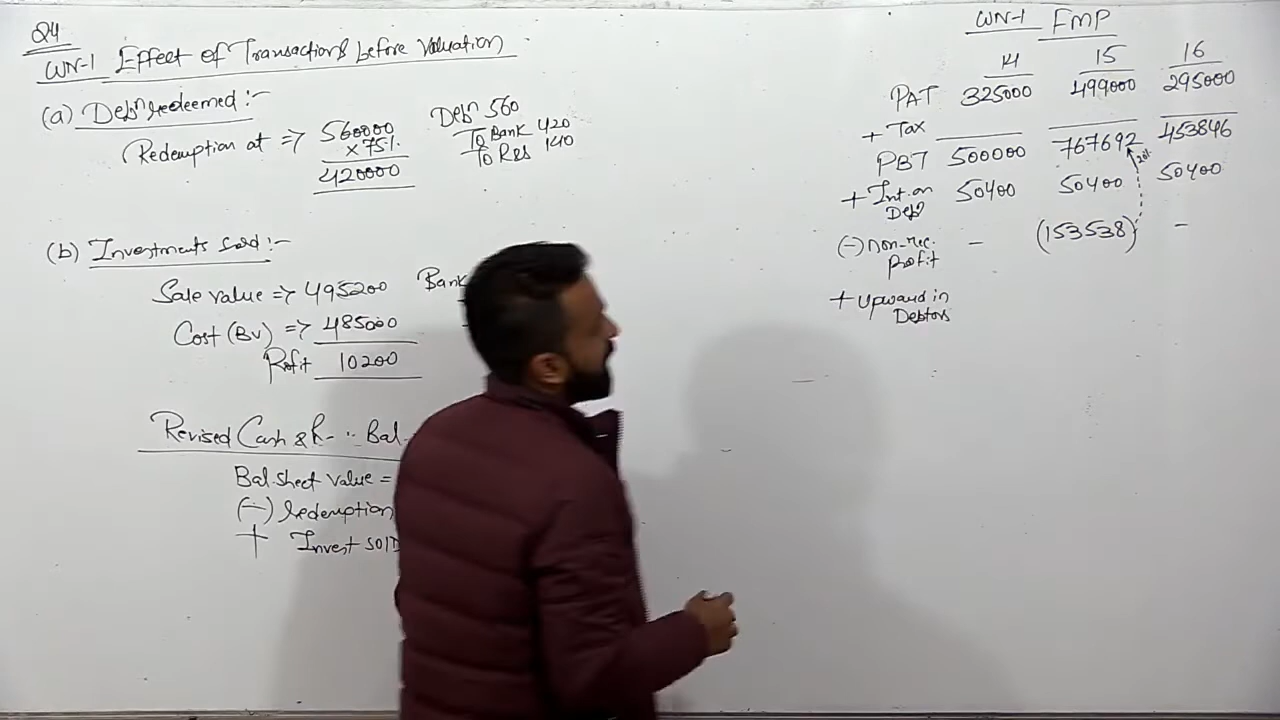 Q4
WN-1 Effect of Transactions before Valuation
(a) Debn redeemed :-
Redemption at => 560000
x 75%
420000
Debn 560
To Bank 420
To R&S 140
(b) Investments sold :-
Sale value => 495200
Cost (BV) => 485000
Profit 10200
Bank
Revised Cash & Bal.
Bal. sheet value =
(-) redemption
+ Invest sold
WN-1 FMP
14 15 16
PAT 325000 499000 295000
+ Tax
PBT 500000 767692 453846
20%
+ Int. on Debn 50400 50400 50400
(-) non-rec. profit - (153538) -
+ Upward in Debtors